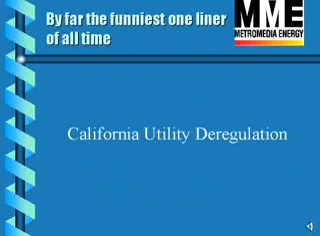 By far the funniest one liner
of all time
MME
METROMEDIA ENERGY
California Utility Deregulation